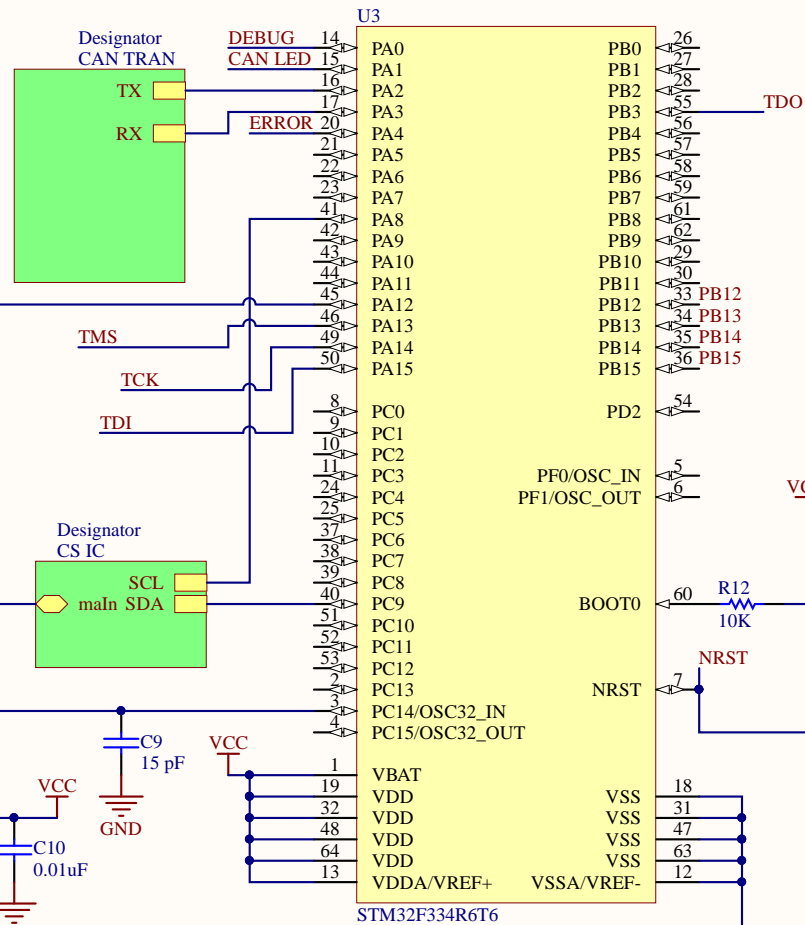 U3
Designator
CAN TRAN
TX
RX
DEBUG
CAN LED
ERROR
14 PA0
15 PA1
16 PA2
17 PA3
20 PA4
21 PA5
22 PA6
23 PA7
41 PA8
42 PA9
43 PA10
44 PA11
45 PA12
46 PA13
49 PA14
50 PA15
TMS
TCK
TDI
8 PC0
9 PC1
10 PC2
11 PC3
24 PC4
25 PC5
37 PC6
38 PC7
39 PC8
40 PC9
51 PC10
52 PC11
53 PC12
2 PC13
3 PC14/OSC32_IN
4 PC15/OSC32_OUT
1 VBAT
19 VDD
32 VDD
48 VDD
64 VDD
13 VDDA/VREF+
PB0 26
PB1 27
PB2 28
PB3 55 TDO
PB4 56
PB5 57
PB6 58
PB7 59
PB8 61
PB9 62
PB10 29
PB11 30
PB12 33 PB12
PB13 34 PB13
PB14 35 PB14
PB15 36 PB15
PD2 54
PF0/OSC_IN 5
PF1/OSC_OUT 6
BOOT0 60
R12
10K
NRST 7
NRST
VSS 18
VSS 31
VSS 47
VSS 63
VSSA/VREF- 12
STM32F334R6T6
Designator
CS IC
SCL
maIn SDA
C9
15 pF
GND
VCC
VCC
C10
0.01uF